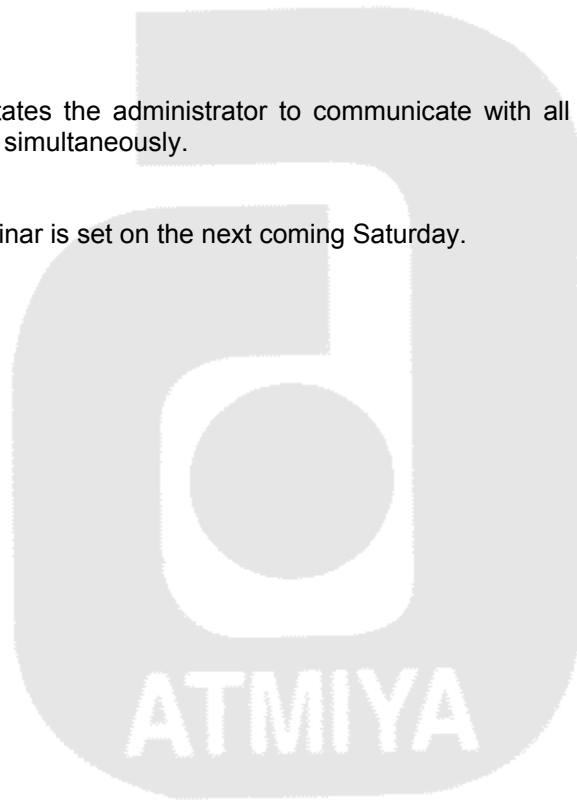 tates the administrator to communicate with all
simultaneously.
inar is set on the next coming Saturday.
ATMIYA